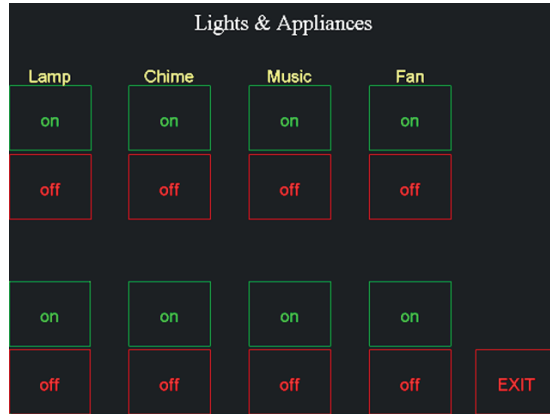 Lights & Appliances
Lamp Chime Music Fan
on on on on
off off off off
on on on on
off off off off EXIT